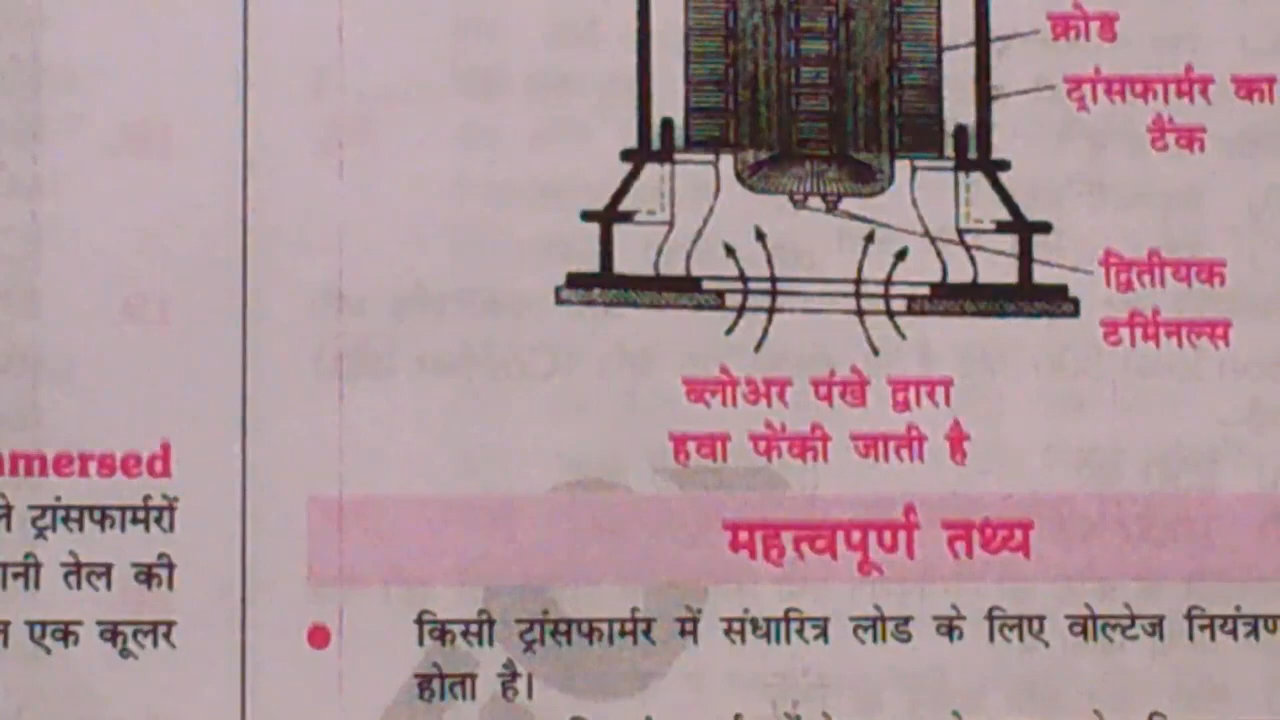 क्रोड
ट्रांसफार्मर का
टैंक
द्वितीयक
टर्मिनल्स
ब्लोअर पंखे द्वारा
हवा फेंकी जाती है
mersed
ट्रांसफार्मरों
तेल की
एक कूलर
महत्त्वपूर्ण तथ्य
किसी ट्रांसफार्मर में संधारित्र लोड के लिए वोल्टेज नियंत्रण
होता है।